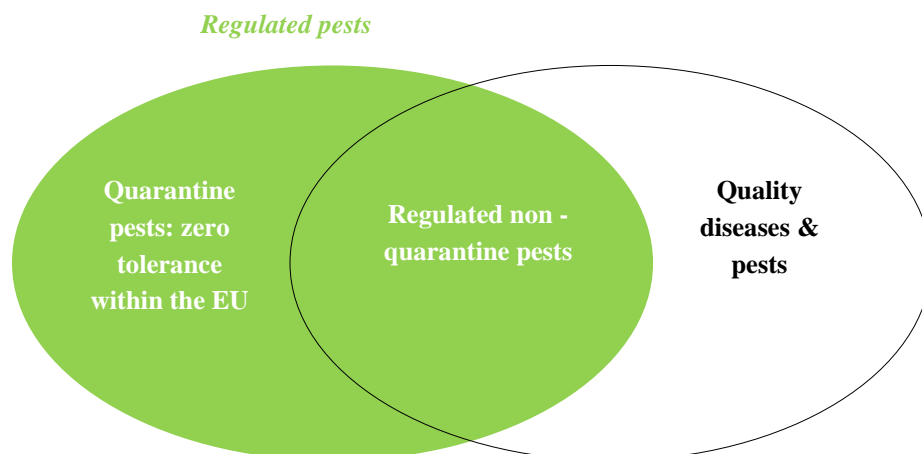 Regulated pests
Quarantine
pests: zero
tolerance
within the EU
Regulated non -
quarantine pests
Quality
diseases &
pests